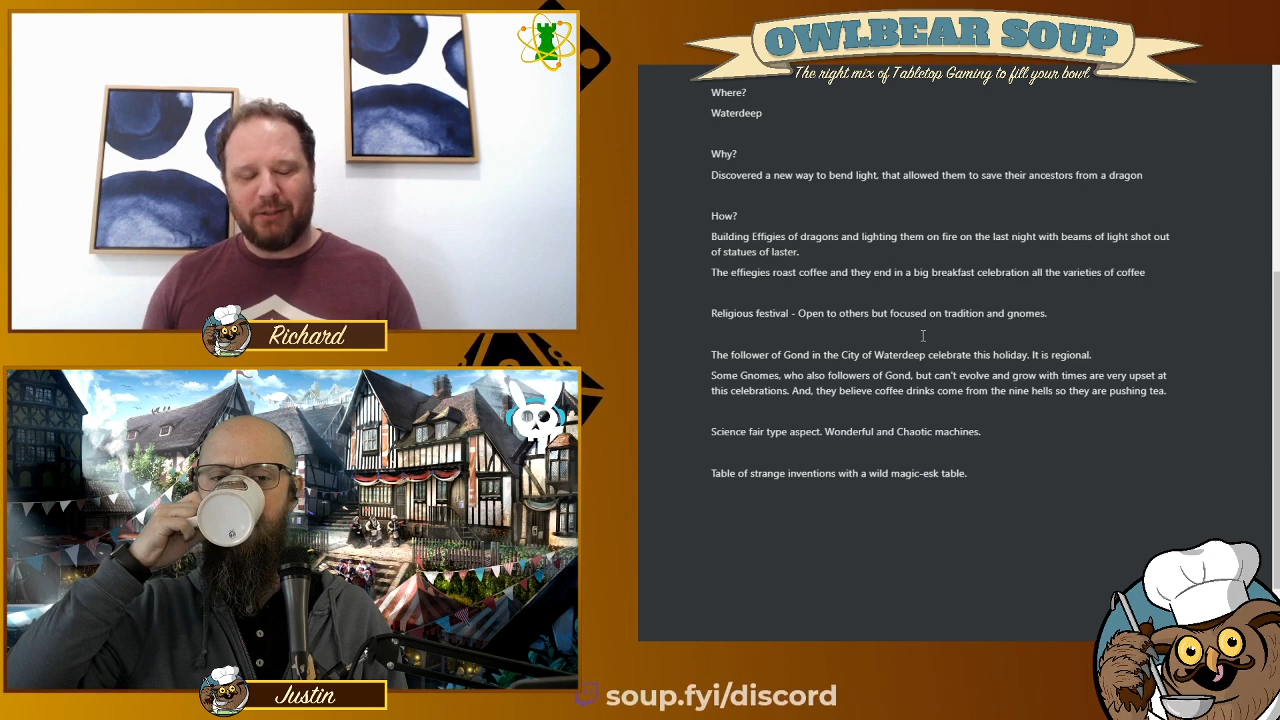 OWLBEAR SOUP
The right mix of Tabletop Gaming to fill your bowl
Where?
Waterdeep
Why?
Discovered a new way to bend light, that allowed them to save their ancestors from a dragon
How?
Building Effigies of dragons and lighting them on fire on the last night with beams of light shot out
of statues of laster.
The effiegies roast coffee and they end in a big breakfast celebration all the varieties of coffee
Religious festival - Open to others but focused on tradition and gnomes.
The follower of Gond in the City of Waterdeep celebrate this holiday. It is regional.
Some Gnomes, who also followers of Gond, but can't evolve and grow with times are very upset at
this celebrations. And, they believe coffee drinks come from the nine hells so they are pushing tea.
Science fair type aspect. Wonderful and Chaotic machines.
Table of strange inventions with a wild magic-esk table.
Richard
Justin
soup.fyi/discord